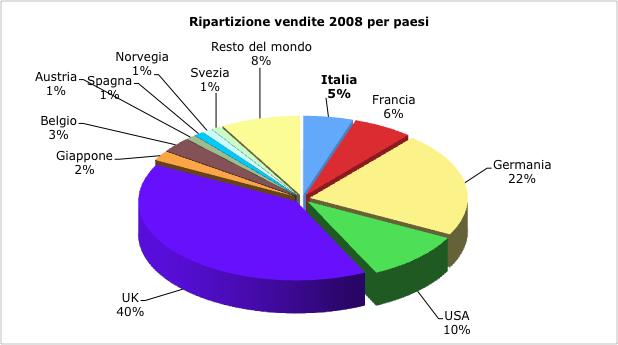 Ripartizione vendite 2008 per paesi
Resto del mondo
8%
Norvegia
1%
Svezia
1%
Austria
1%
Spagna
1%
Belgio
3%
Giappone
2%
Italia
5%
Francia
6%
Germania
22%
UK
40%
USA
10%